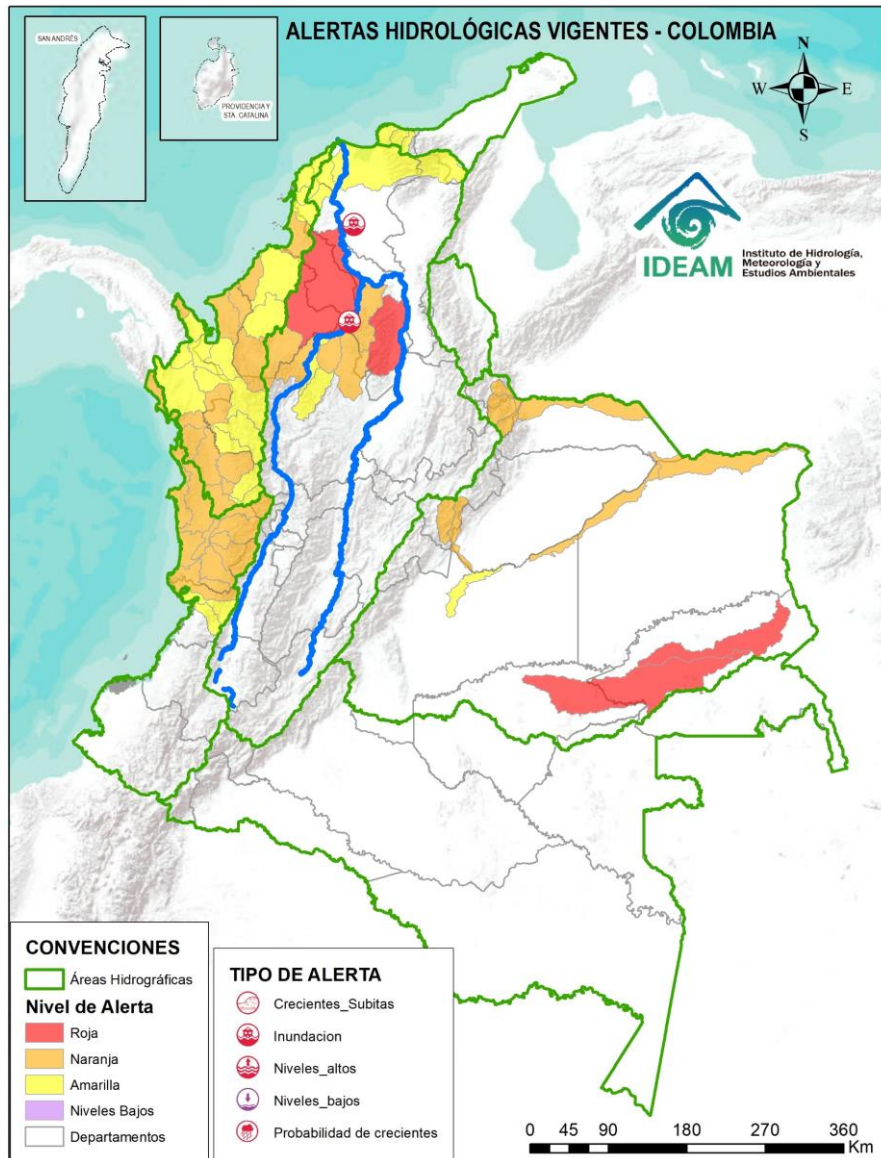 ALERTAS HIDROLÓGICAS VIGENTES - COLOMBIA
SAN ANDRÉS
PROVIDENCIA Y
STA. CATALINA
N
W
E
S
IDEAM
Instituto de Hidrología,
Meteorología y
Estudios Ambientales
CONVENCIONES
Áreas Hidrográficas
Nivel de Alerta
Roja
Naranja
Amarilla
Niveles Bajos
Departamentos
TIPO DE ALERTA
Crecientes_Subitas
Inundacion
Niveles_altos
Niveles_bajos
Probabilidad de crecientes
0 45 90 180 270 360
Km